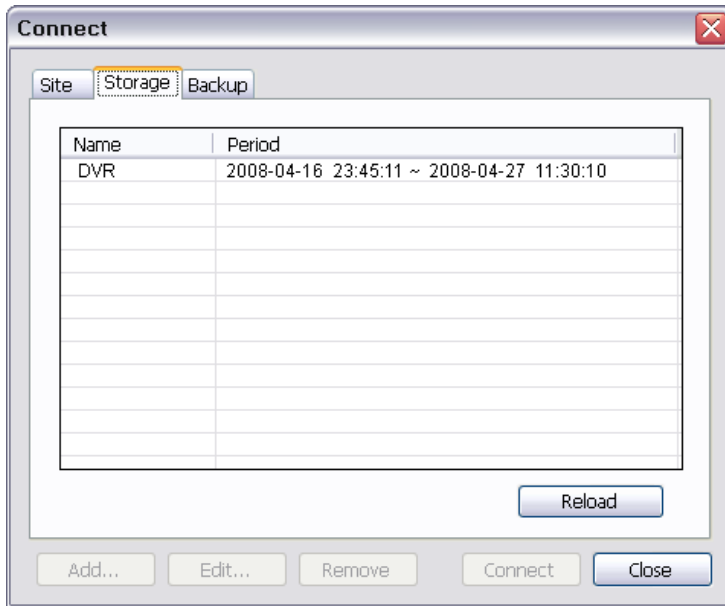 Connect
Site Storage Backup
Name Period
DVR 2008-04-16 23:45:11 ~ 2008-04-27 11:30:10
Reload
Add... Edit... Remove Connect Close